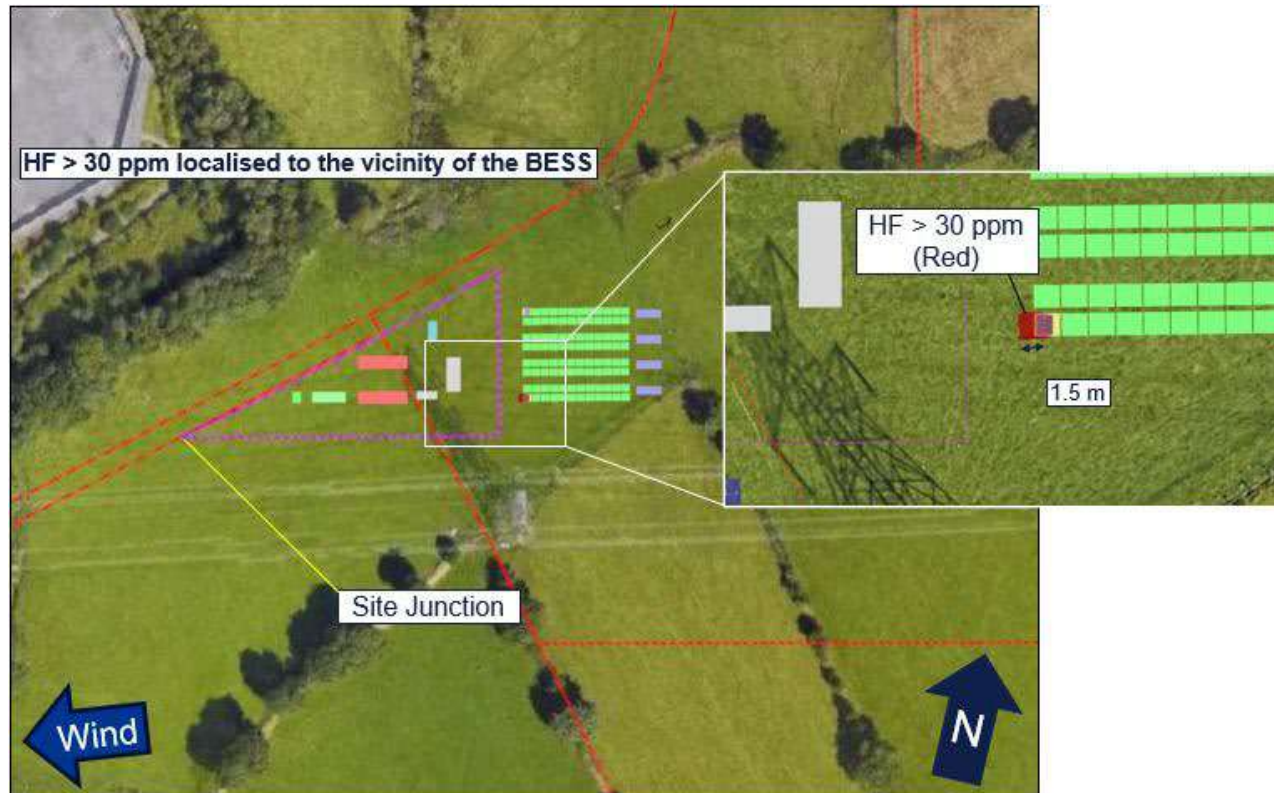 HF > 30 ppm localised to the vicinity of the BESS
HF > 30 ppm
(Red)
1.5 m
Site Junction
Wind
N